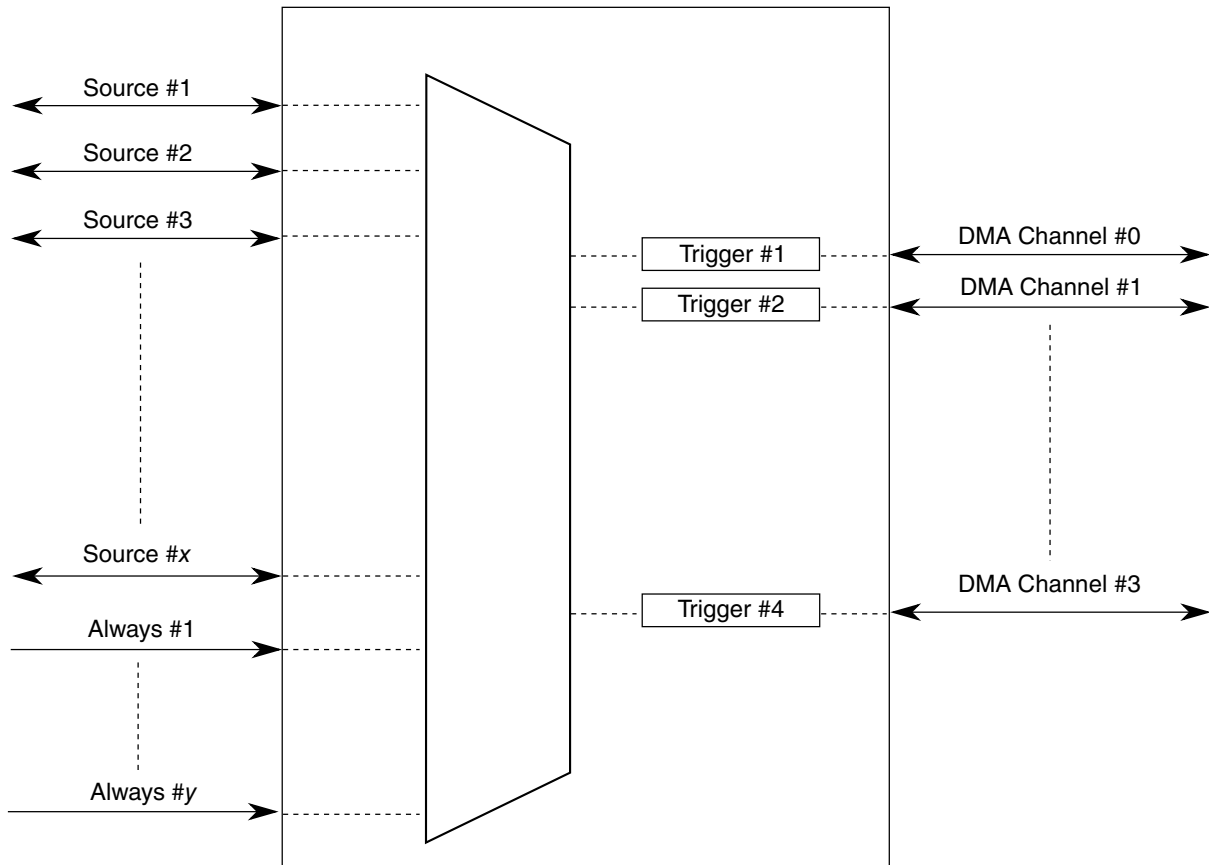 Source #1
Source #2
Source #3
Source #x
Always #1
Always #y
Trigger #1
Trigger #2
Trigger #4
DMA Channel #0
DMA Channel #1
DMA Channel #3